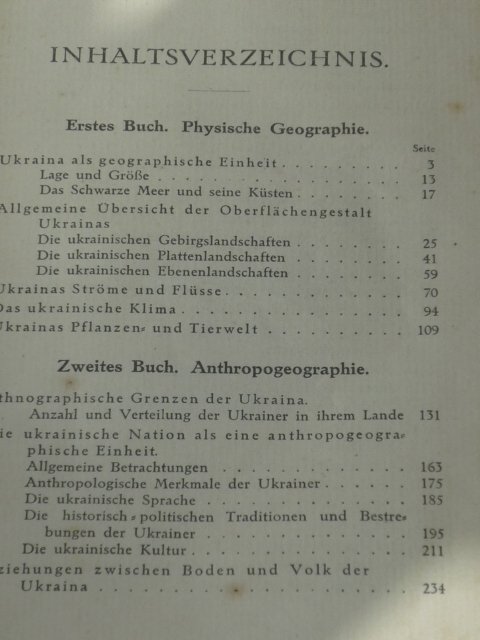 INHALTSVERZEICHNIS.
Erstes Buch. Physische Geographie.
Seite
Ukraina als geographische Einheit . . . . . . . . . 3
Lage und Größe . . . . . . . . . . . . . . . . . 13
Das Schwarze Meer und seine Küsten . . . . . . . 17
Allgemeine Übersicht der Oberflächengestalt
Ukrainas
Die ukrainischen Gebirgslandschaften . . . . . . . 25
Die ukrainischen Plattenlandschaften . . . . . . . 41
Die ukrainischen Ebenenlandschaften . . . . . . . 59
Ukrainas Ströme und Flüsse . . . . . . . . . . . . 70
Das ukrainische Klima . . . . . . . . . . . . . . . 94
Ukrainas Pflanzen- und Tierwelt . . . . . . . . . . 109
Zweites Buch. Anthropogeographie.
thnographische Grenzen der Ukraina.
Anzahl und Verteilung der Ukrainer in ihrem Lande 131
ie ukrainische Nation als eine anthropogeogra-
phische Einheit.
Allgemeine Betrachtungen . . . . . . . . . . . . 163
Anthropologische Merkmale der Ukrainer . . . . . . 175
Die ukrainische Sprache . . . . . . . . . . . . . 185
Die historisch-politischen Traditionen und Bestre-
bungen der Ukrainer . . . . . . . . . . . . . 195
Die ukrainische Kultur . . . . . . . . . . . . . . 211
ziehungen zwischen Boden und Volk der
Ukraina . . . . . . . . . . . . . . . . . . . 234